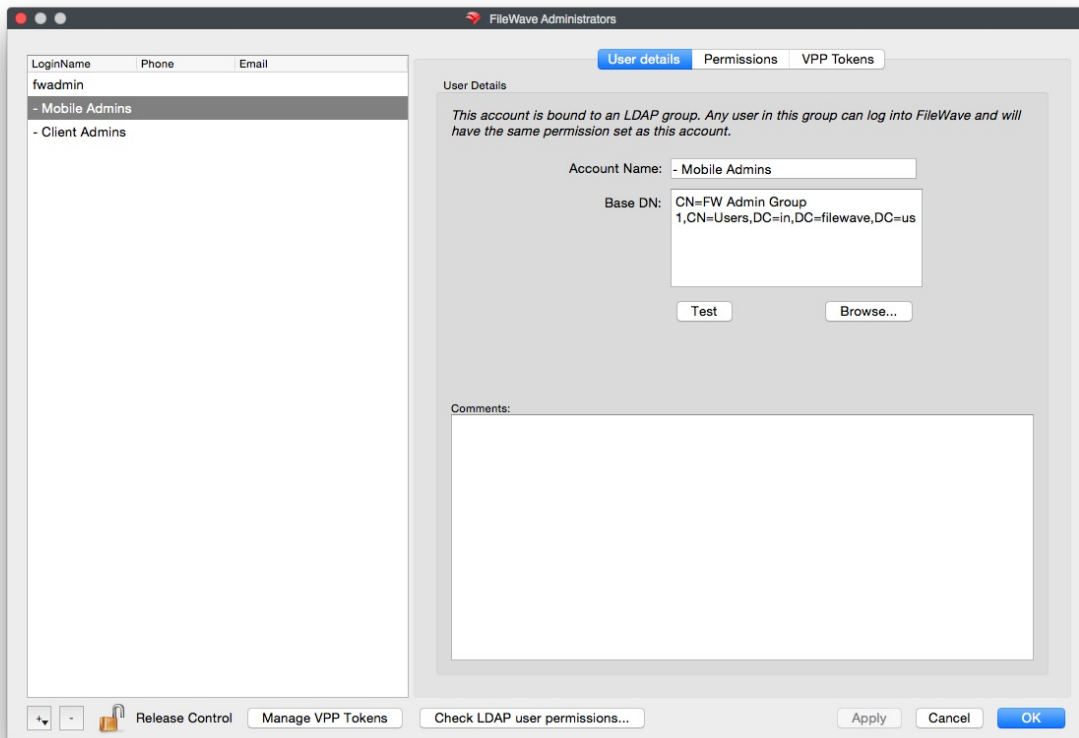 FileWave Administrators
LoginName Phone Email
fwadmin
- Mobile Admins
- Client Admins
User details Permissions VPP Tokens
User Details
This account is bound to an LDAP group. Any user in this group can log into FileWave and will
have the same permission set as this account.
Account Name: - Mobile Admins
Base DN: CN=FW Admin Group
1,CN=Users,DC=in,DC=filewave,DC=us
Test Browse...
Comments:
+ - Release Control Manage VPP Tokens Check LDAP user permissions... Apply Cancel OK